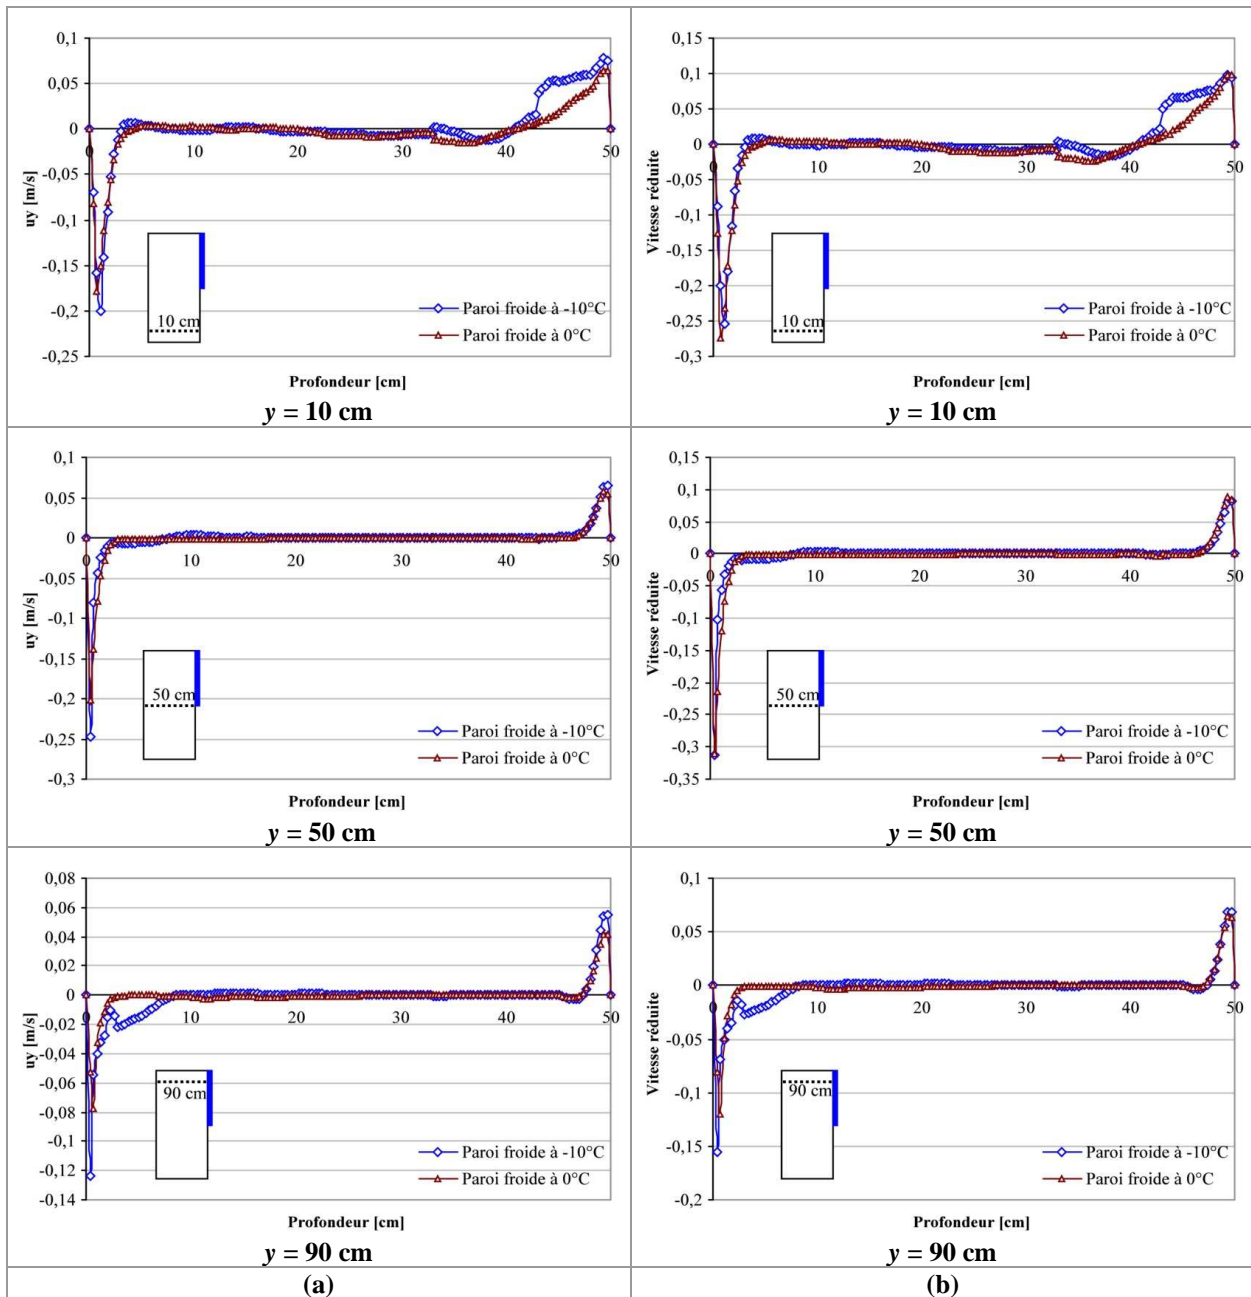 0,1
0,05
0
-0,05
-0,1
-0,15
-0,2
-0,25
uy [m/s]
0 10 20 30 40 50
10 cm
Paroi froide à -10°C
Paroi froide à 0°C
Profondeur [cm]
y = 10 cm
0,15
0,1
0,05
0
-0,05
-0,1
-0,15
-0,2
-0,25
-0,3
Vitesse réduite
0 10 20 30 40 50
10 cm
Paroi froide à -10°C
Paroi froide à 0°C
Profondeur [cm]
y = 10 cm
0,1
0,05
0
-0,05
-0,1
-0,15
-0,2
-0,25
-0,3
uy [m/s]
0 10 20 30 40 50
50 cm
Paroi froide à -10°C
Paroi froide à 0°C
Profondeur [cm]
y = 50 cm
0,15
0,1
0,05
0
-0,05
-0,1
-0,15
-0,2
-0,25
-0,3
-0,35
Vitesse réduite
0 10 20 30 40 50
50 cm
Paroi froide à -10°C
Paroi froide à 0°C
Profondeur [cm]
y = 50 cm
0,08
0,06
0,04
0,02
0
-0,02
-0,04
-0,06
-0,08
-0,1
-0,12
-0,14
uy [m/s]
0 10 20 30 40 50
90 cm
Paroi froide à -10°C
Paroi froide à 0°C
Profondeur [cm]
y = 90 cm
0,1
0,05
0
-0,05
-0,1
-0,15
-0,2
Vitesse réduite
0 10 20 30 40 50
90 cm
Paroi froide à -10°C
Paroi froide à 0°C
Profondeur [cm]
y = 90 cm
(a)
(b)